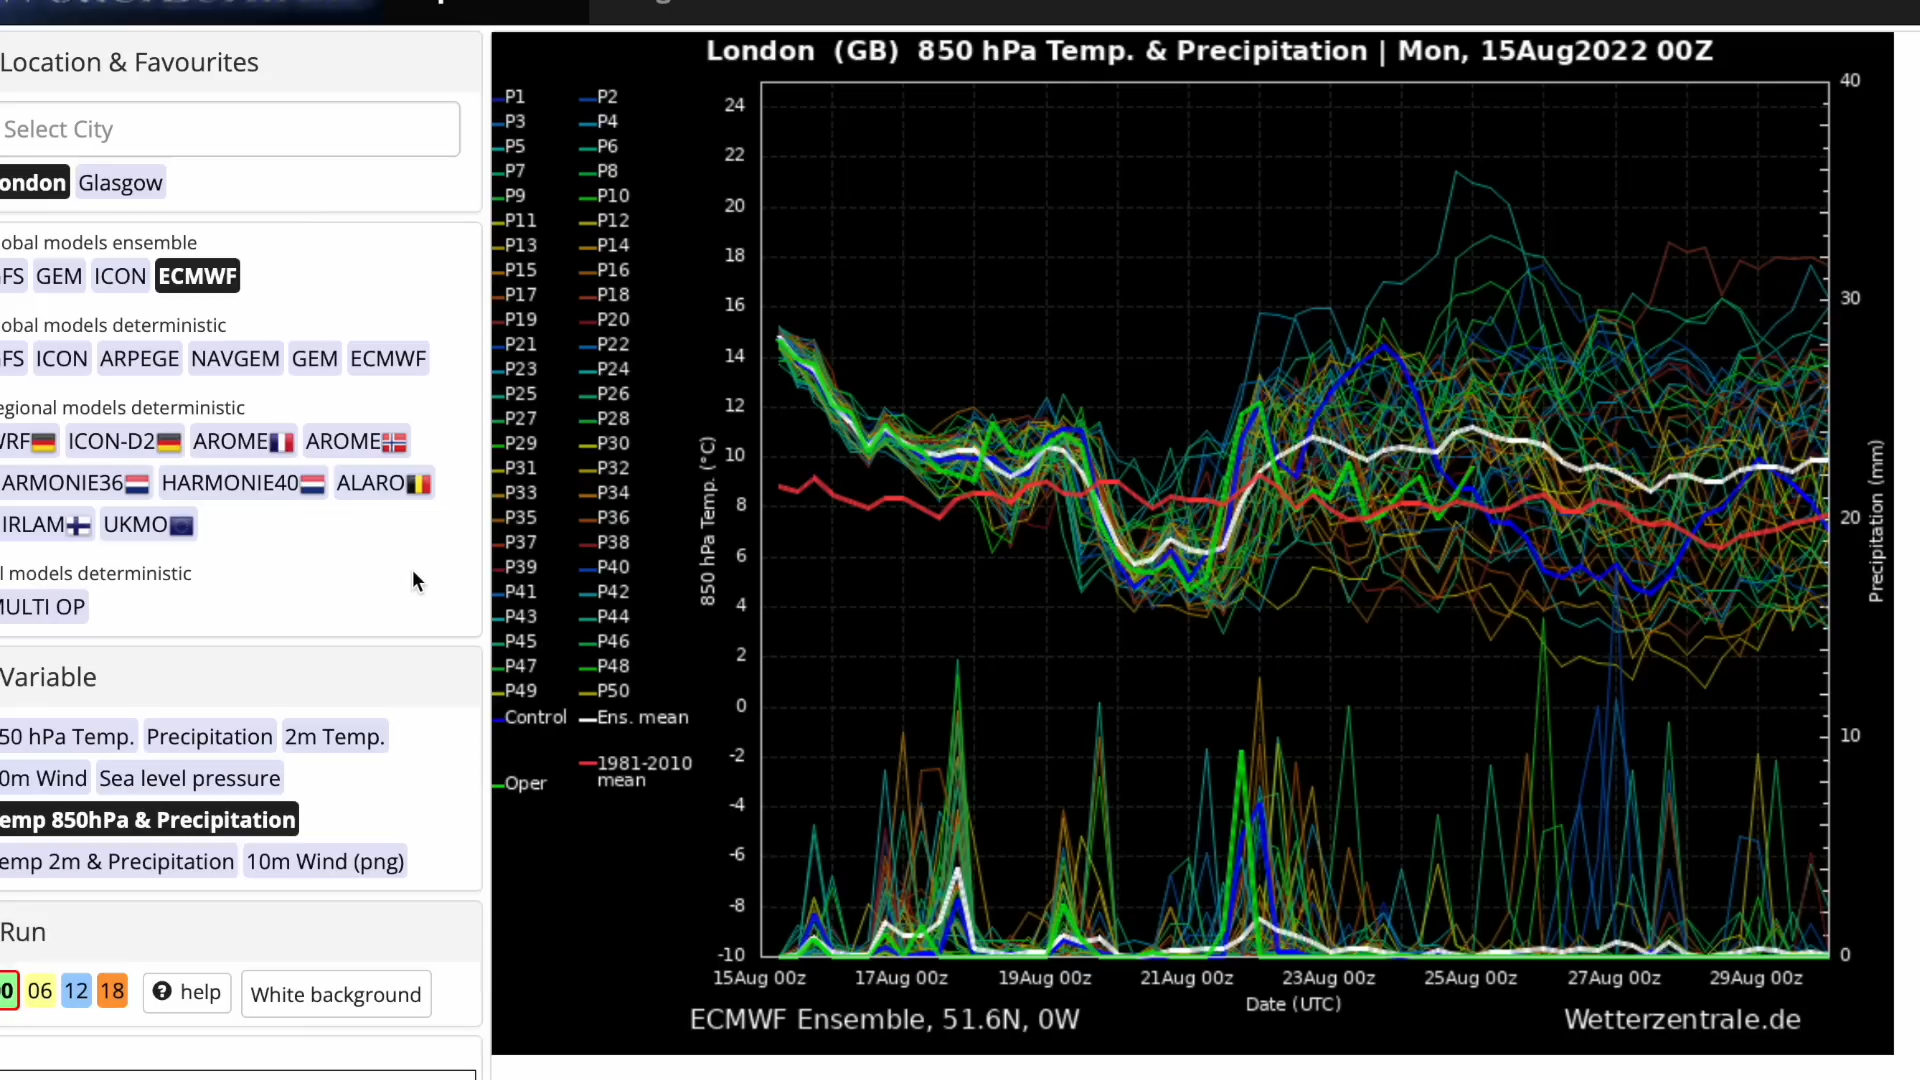 Location & Favourites
Select City
ondon Glasgow
obal models ensemble
FS GEM ICON ECMWF
obal models deterministic
FS ICON ARPEGE NAVGEM GEM ECMWF
egional models deterministic
RF ICON-D2 AROME AROME
ARMONIE36 HARMONIE40 ALARO
IRLAM UKMO
l models deterministic
MULTI OP
Variable
50 hPa Temp. Precipitation 2m Temp.
0m Wind Sea level pressure
emp 850hPa & Precipitation
emp 2m & Precipitation 10m Wind (png)
Run
0 06 12 18 help White background
London (GB) 850 hPa Temp. & Precipitation | Mon, 15Aug2022 00Z
P1 P2
P3 P4
P5 P6
P7 P8
P9 P10
P11 P12
P13 P14
P15 P16
P17 P18
P19 P20
P21 P22
P23 P24
P25 P26
P27 P28
P29 P30
P31 P32
P33 P34
P35 P36
P37 P38
P39 P40
P41 P42
P43 P44
P45 P46
P47 P48
P49 P50
Control Ens. mean
1981-2010
mean
Oper
850 hPa Temp. (°C)
24
22
20
18
16
14
12
10
8
6
4
2
0
-2
-4
-6
-8
-10
40
30
20
10
0
Precipitation (mm)
15Aug 00z 17Aug 00z 19Aug 00z 21Aug 00z 23Aug 00z 25Aug 00z 27Aug 00z 29Aug 00z
Date (UTC)
ECMWF Ensemble, 51.6N, 0W Wetterzentrale.de